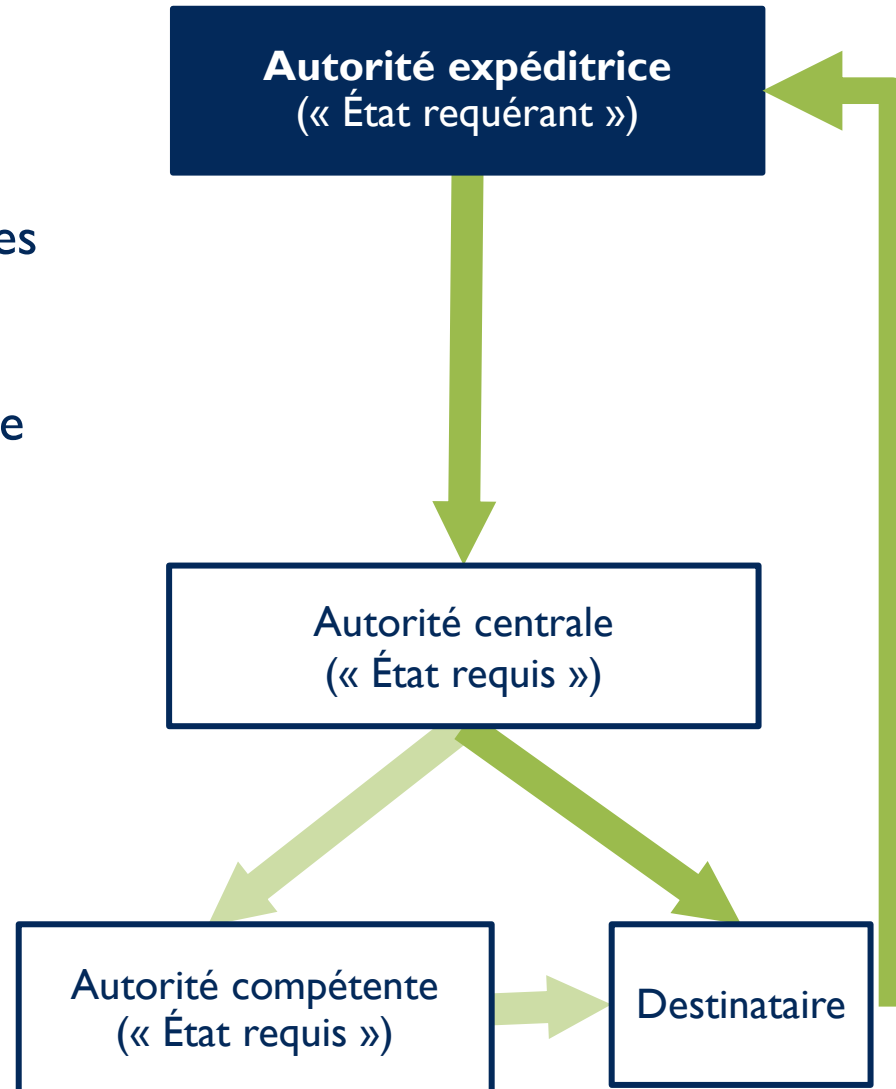 Autorité expéditrice
(« État requérant »)
es
e
Autorité centrale
(« État requis »)
Autorité compétente
(« État requis »)
Destinataire